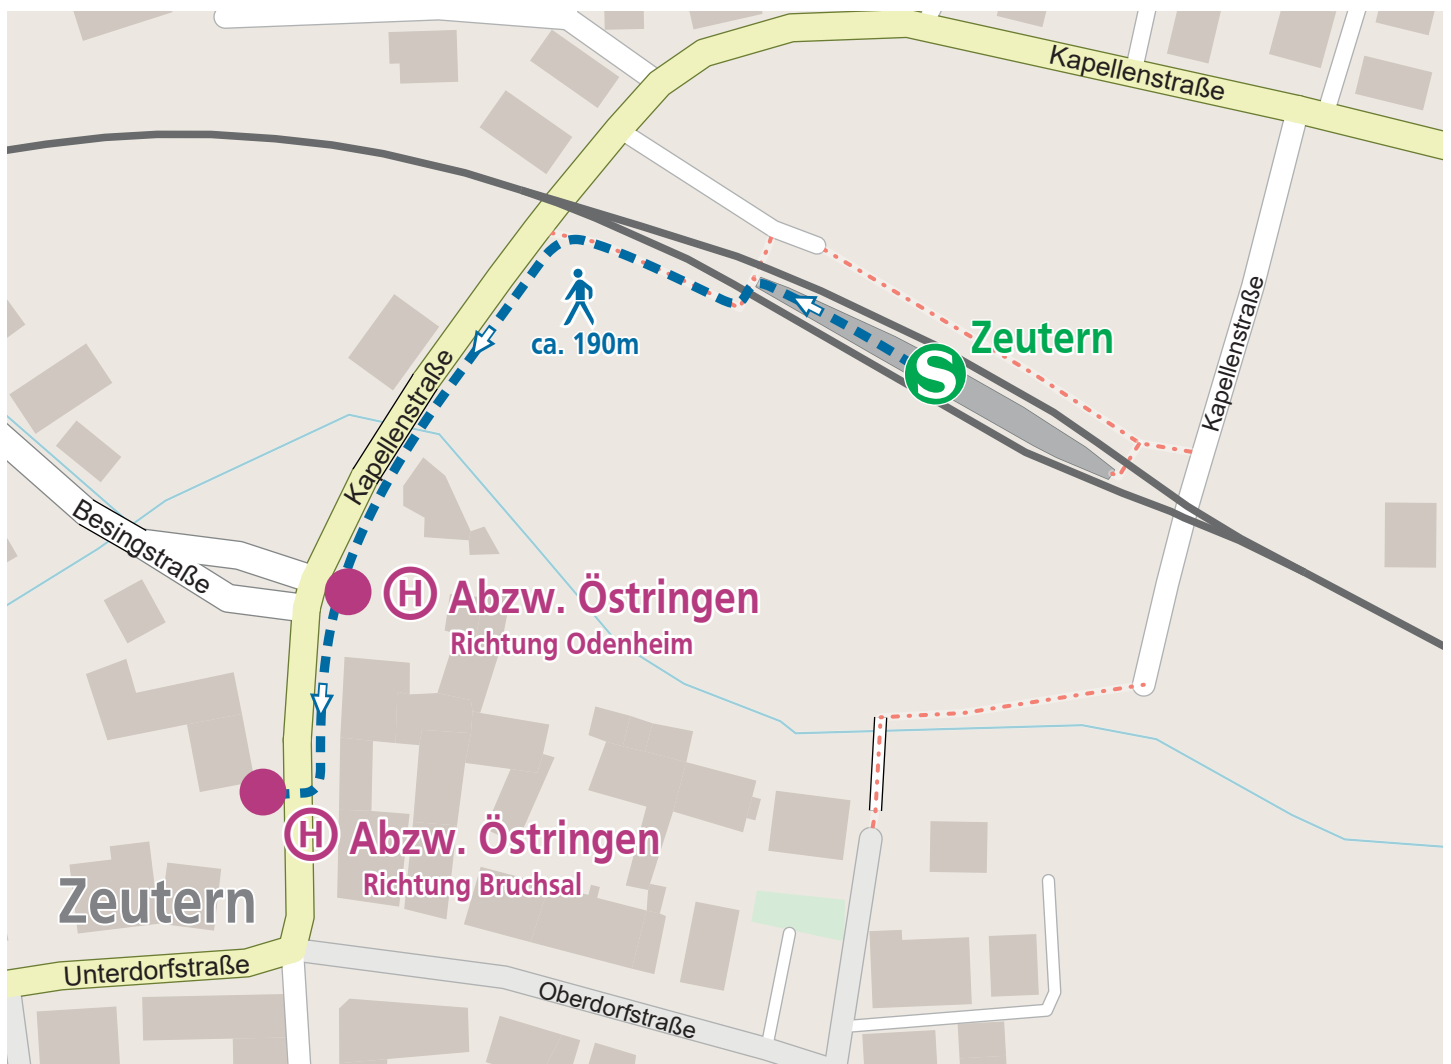 Kapellenstraße
Zeutern
S
ca. 190m
Kapellenstraße
Kapellenstraße
Besingstraße
H Abzw. Östringen
Richtung Odenheim
H Abzw. Östringen
Richtung Bruchsal
Zeutern
Unterdorfstraße
Oberdorfstraße